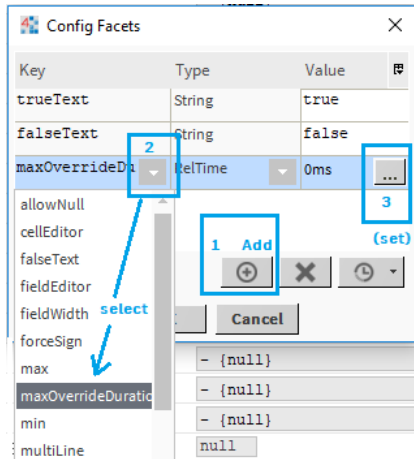 Config Facets
Key Type Value
trueText String true
falseText String false
2
maxOverrideDu RelTime 0ms ...
3
allowNull
cellEditor
(set)
falseText
1 Add
fieldEditor
fieldWidth
select
forceSign
Cancel
max
- {null}
maxOverrideDuratio
- {null}
min
- {null}
multiLine
null